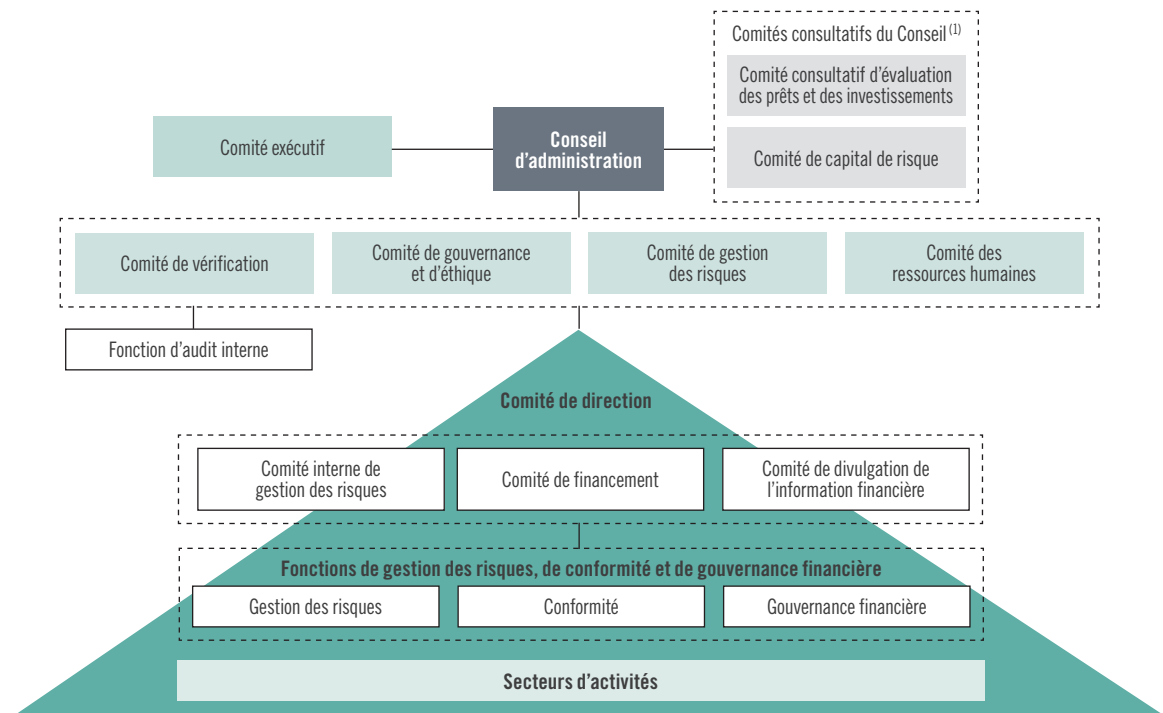 Comités consultatifs du Conseil (1)
Comité consultatif d'évaluation
des prêts et des investissements
Comité exécutif
Conseil
d'administration
Comité de capital de risque
Comité de vérification
Comité de gouvernance
et d'éthique
Comité de gestion
des risques
Comité des
ressources humaines
Fonction d'audit interne
Comité de direction
Comité interne de
gestion des risques
Comité de financement
Comité de divulgation de
l'information financière
Fonctions de gestion des risques, de conformité et de gouvernance financière
Gestion des risques
Conformité
Gouvernance financière
Secteurs d'activités